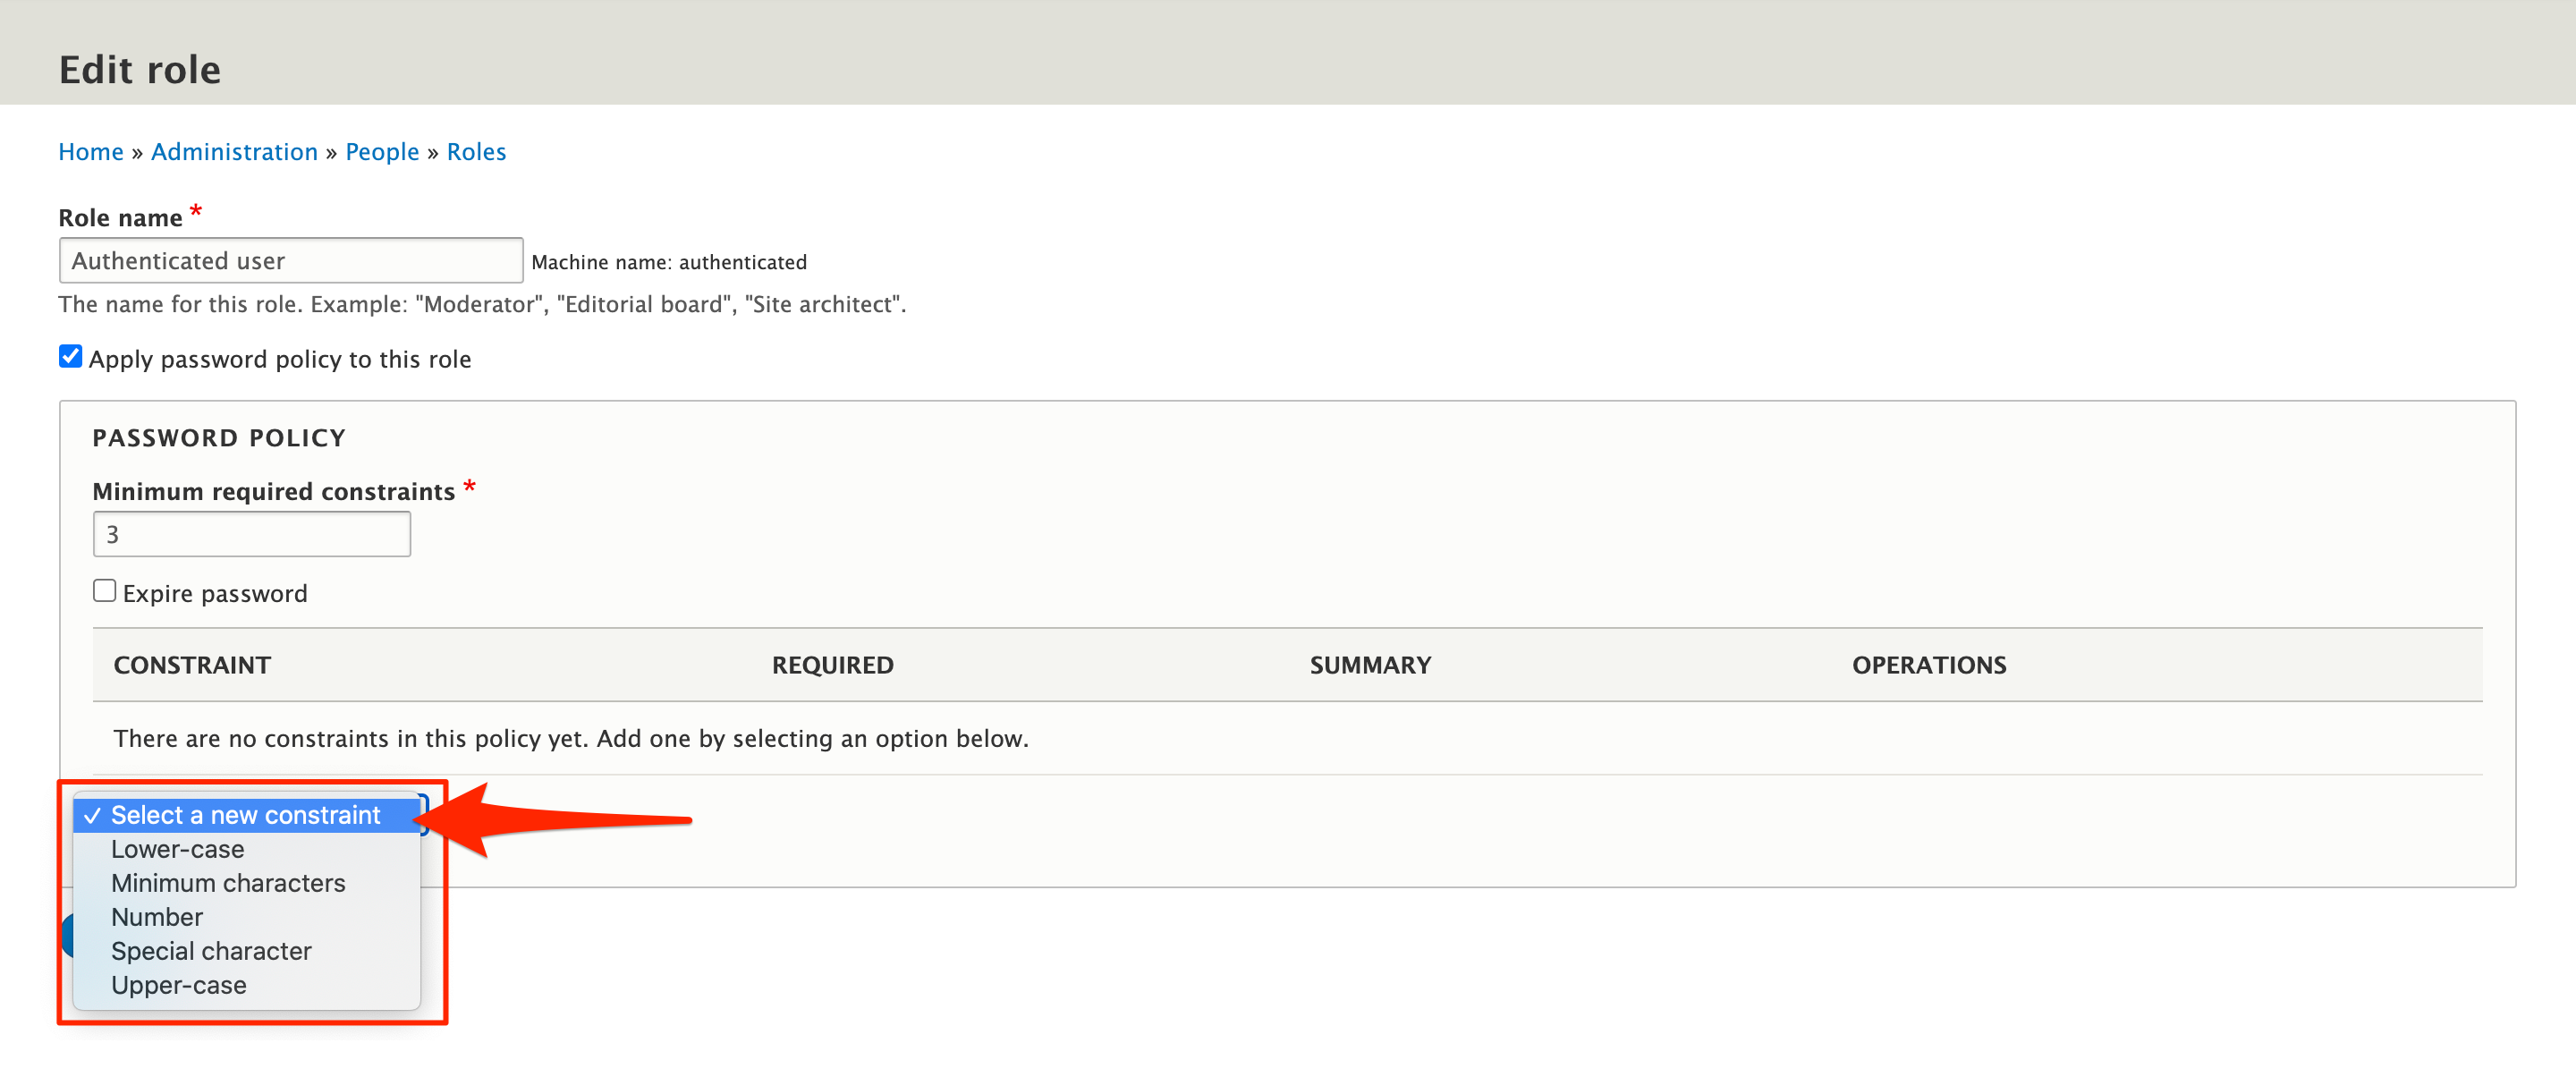 Edit role
Home » Administration » People » Roles
Role name *
Authenticated user Machine name: authenticated
The name for this role. Example: "Moderator", "Editorial board", "Site architect".
Apply password policy to this role
PASSWORD POLICY
Minimum required constraints *
3
Expire password
CONSTRAINT REQUIRED SUMMARY OPERATIONS
There are no constraints in this policy yet. Add one by selecting an option below.
✓ Select a new constraint
Lower-case
Minimum characters
Number
Special character
Upper-case